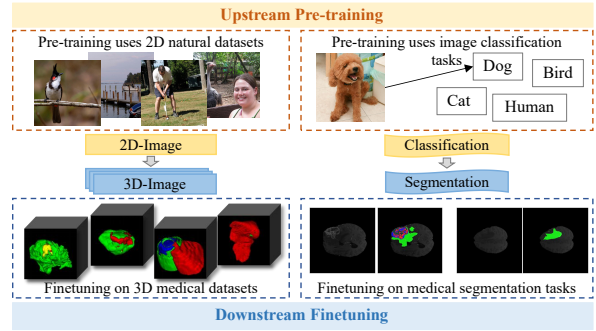 Upstream Pre-training
Pre-training uses 2D natural datasets
Pre-training uses image classification
tasks
Dog
Bird
Cat
Human
2D-Image
Classification
3D-Image
Segmentation
Finetuning on 3D medical datasets
Finetuning on medical segmentation tasks
Downstream Finetuning